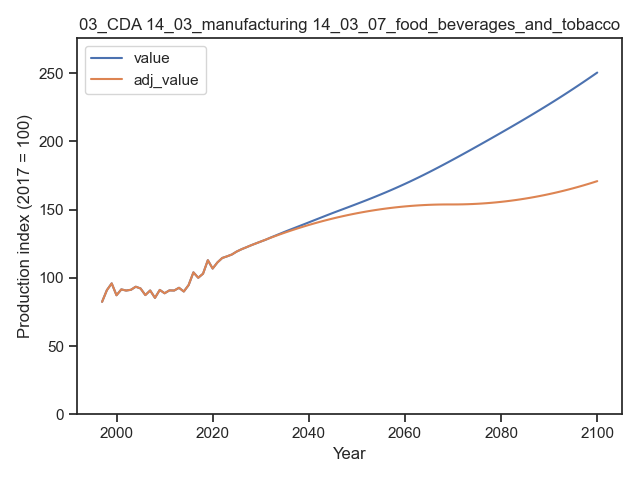 03_CDA 14_03_manufacturing 14_03_07_food_beverages_and_tobacco
value
adj_value
Production index (2017 = 100)
250
200
150
100
50
0
2000 2020 2040 2060 2080 2100
Year